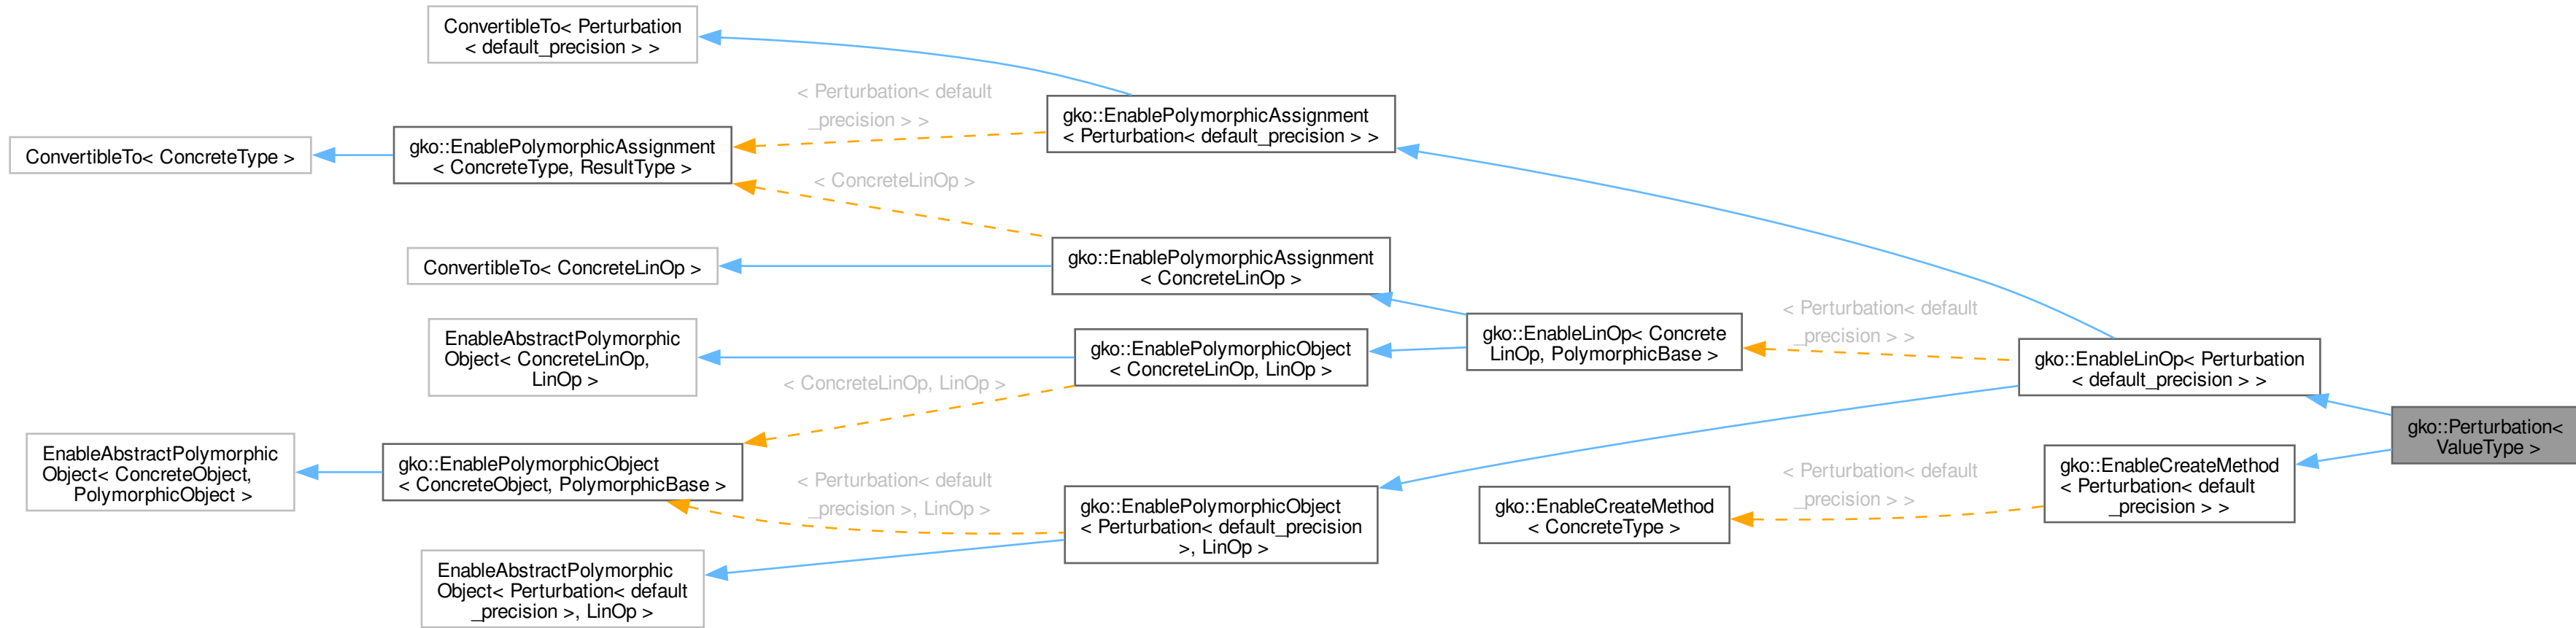 ConvertibleTo< Perturbation
< default_precision > >
< Perturbation< default
_precision > >
gko::EnablePolymorphicAssignment
< Perturbation< default_precision > >
ConvertibleTo< ConcreteType >
gko::EnablePolymorphicAssignment
< ConcreteType, ResultType >
< ConcreteLinOp >
ConvertibleTo< ConcreteLinOp >
gko::EnablePolymorphicAssignment
< ConcreteLinOp >
EnableAbstractPolymorphic
Object< ConcreteLinOp,
LinOp >
gko::EnablePolymorphicObject
< ConcreteLinOp, LinOp >
gko::EnableLinOp< Concrete
LinOp, PolymorphicBase >
< Perturbation< default
_precision > >
gko::EnableLinOp< Perturbation
< default_precision > >
< ConcreteLinOp, LinOp >
gko::Perturbation<
ValueType >
EnableAbstractPolymorphic
Object< ConcreteObject,
PolymorphicObject >
gko::EnablePolymorphicObject
< ConcreteObject, PolymorphicBase >
< Perturbation< default
_precision >, LinOp >
gko::EnablePolymorphicObject
< Perturbation< default_precision
>, LinOp >
gko::EnableCreateMethod
< ConcreteType >
< Perturbation< default
_precision > >
gko::EnableCreateMethod
< Perturbation< default
_precision > >
EnableAbstractPolymorphic
Object< Perturbation< default
_precision >, LinOp >